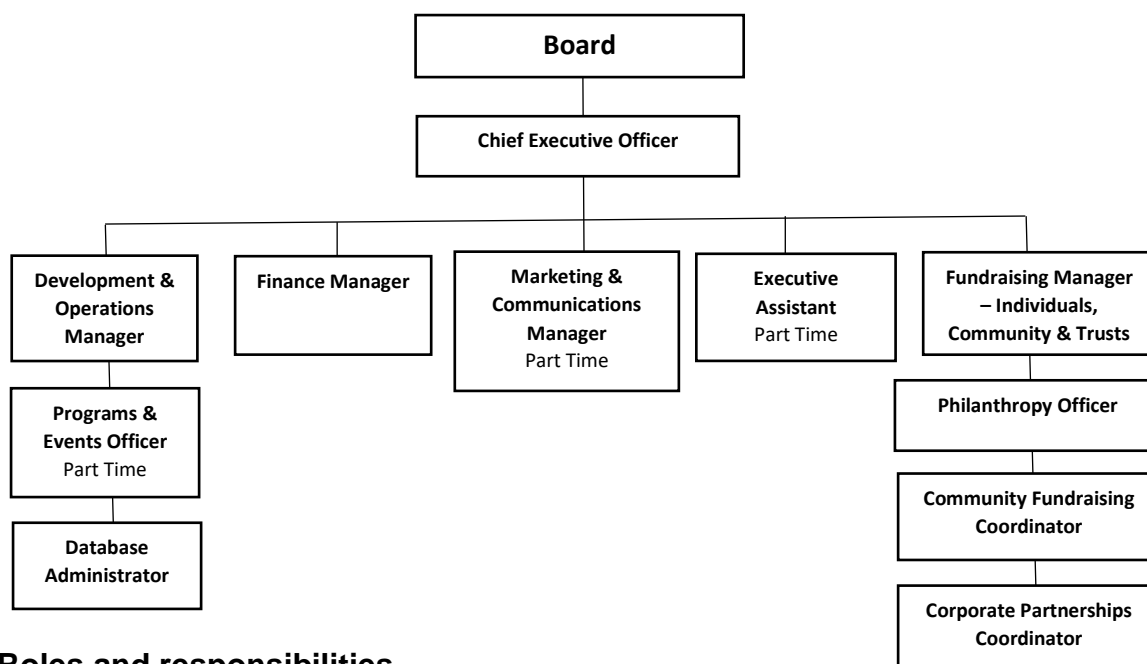 Board
Chief Executive Officer
Development &
Operations
Manager
Finance Manager
Marketing &
Communications
Manager
Part Time
Executive
Assistant
Part Time
Fundraising Manager
– Individuals,
Community & Trusts
Programs &
Events Officer
Part Time
Database
Administrator
Philanthropy Officer
Community Fundraising
Coordinator
Corporate Partnerships
Coordinator
Roles and responsibilities